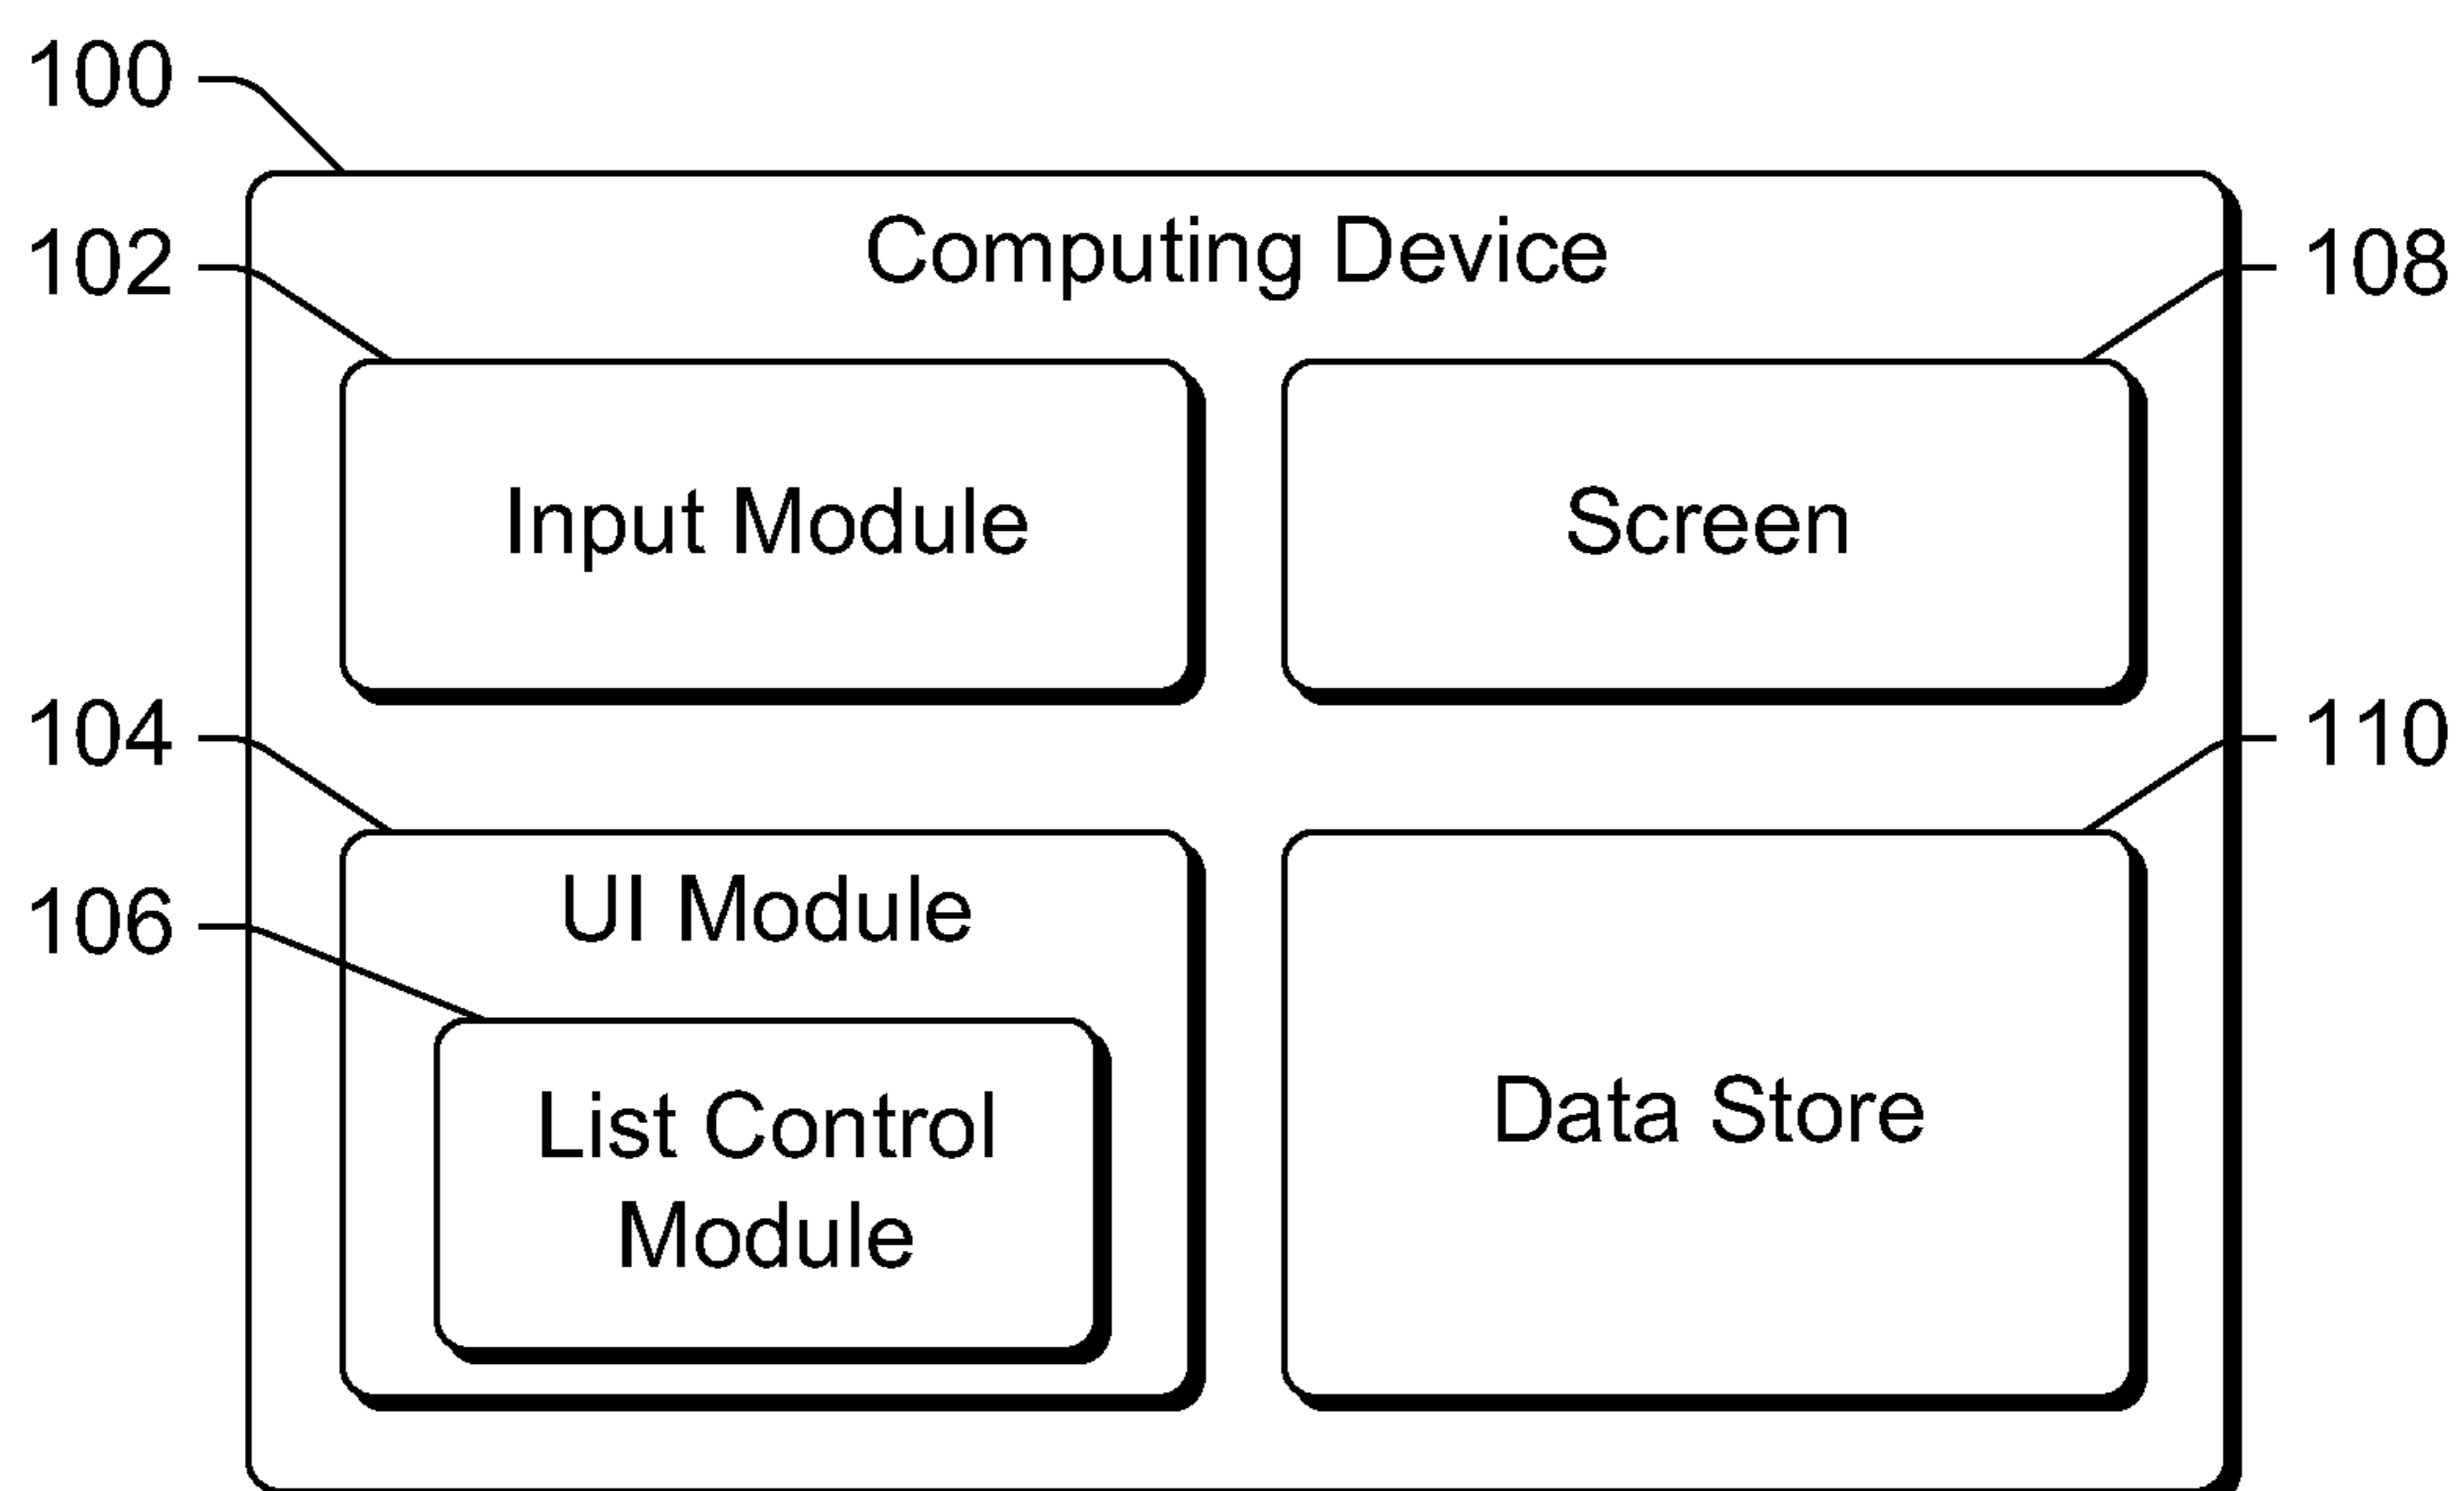 100
Computing Device
102
108
Input Module
Screen
104
110
UI Module
106
List Control
Module
Data Store